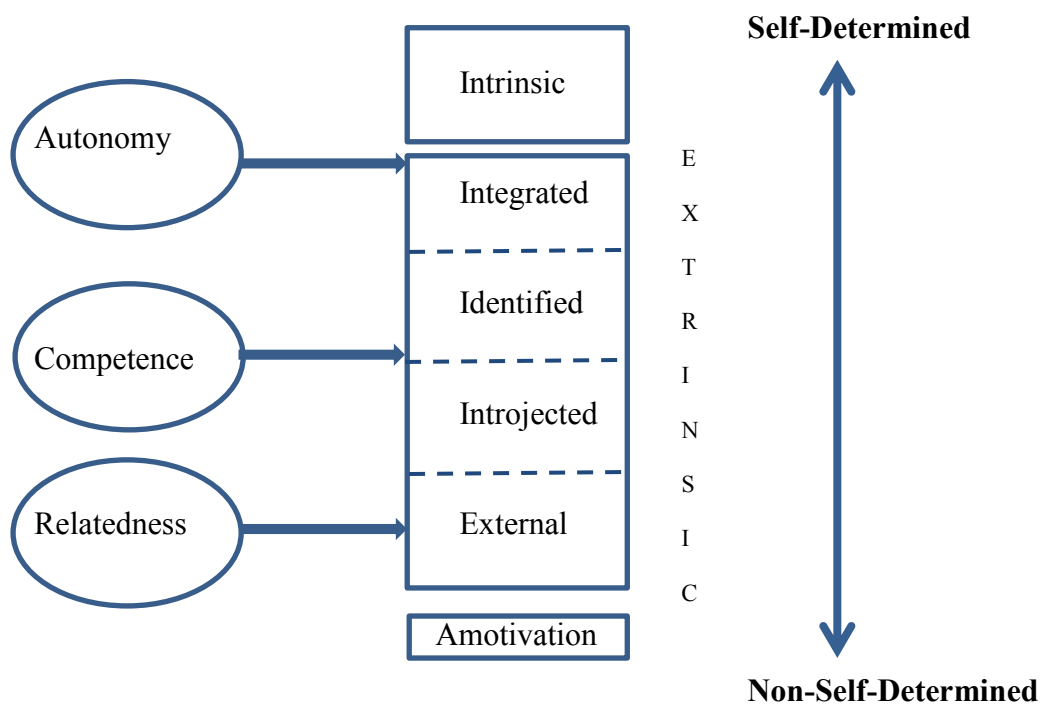 Self-Determined
Intrinsic
Autonomy
Integrated
Identified
Competence
Introjected
Relatedness
External
Amotivation
E
X
T
R
I
N
S
I
C
Non-Self-Determined